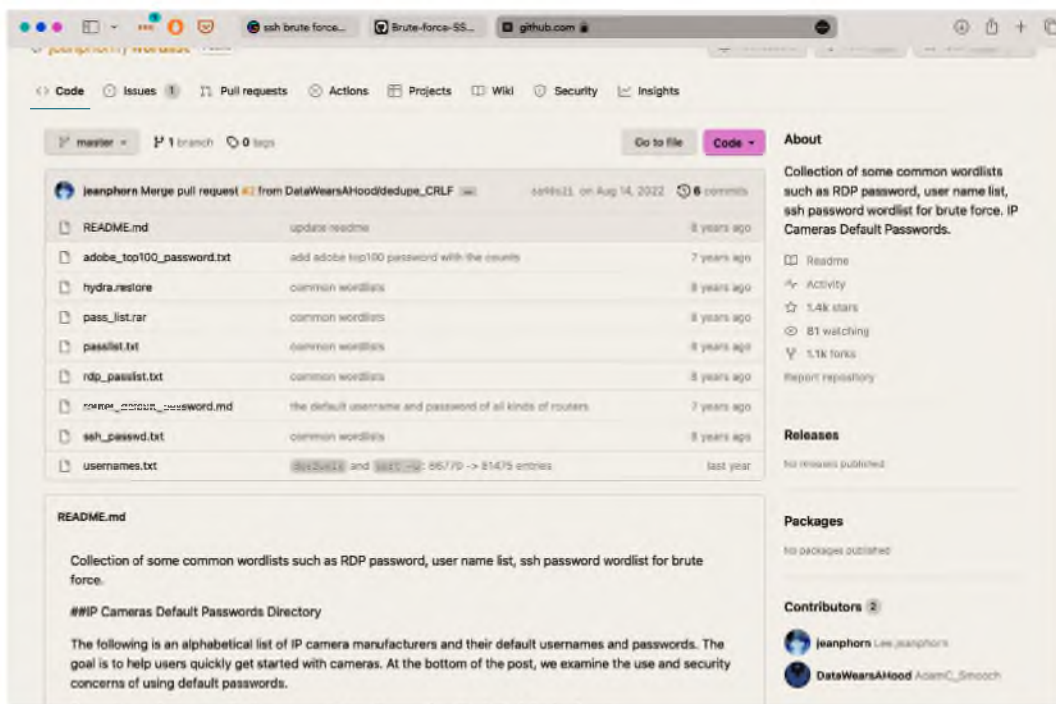 ssh brute force...
Brute-force-SS...
github.com
jeanphorn / wordlist
Code
Issues 1
Pull requests
Actions
Projects
Wiki
Security
Insights
master
1 branch
0 tags
Go to file
Code
jeanphorn Merge pull request #2 from DataWearsAHood/dedupe_CRLF ...
on Aug 14, 2022
6 commits
README.md
update readme
8 years ago
adobe_top100_password.txt
add adobe top100 password with the counts
7 years ago
hydra.restore
common wordlists
8 years ago
pass_list.rar
common wordlists
8 years ago
passlist.txt
common wordlists
8 years ago
rdp_passlist.txt
common wordlists
8 years ago
the default username and password of all kinds of routers
7 years ago
ssh_passwd.txt
common wordlists
8 years ago
usernames.txt
and sort -u: 86770 -> 81475 entries
last year
README.md
Collection of some common wordlists such as RDP password, user name list, ssh password wordlist for brute
force.
##IP Cameras Default Passwords Directory
The following is an alphabetical list of IP camera manufacturers and their default usernames and passwords. The
goal is to help users quickly get started with cameras. At the bottom of the post, we examine the use and security
concerns of using default passwords.
About
Collection of some common wordlists
such as RDP password, user name list,
ssh password wordlist for brute force. IP
Cameras Default Passwords.
Readme
Activity
1.4k stars
81 watching
1.1k forks
Report repository
Releases
No releases published
Packages
No packages published
Contributors 2
jeanphorn Lee jeanphorn
DataWearsAHood AdamC_Smooch